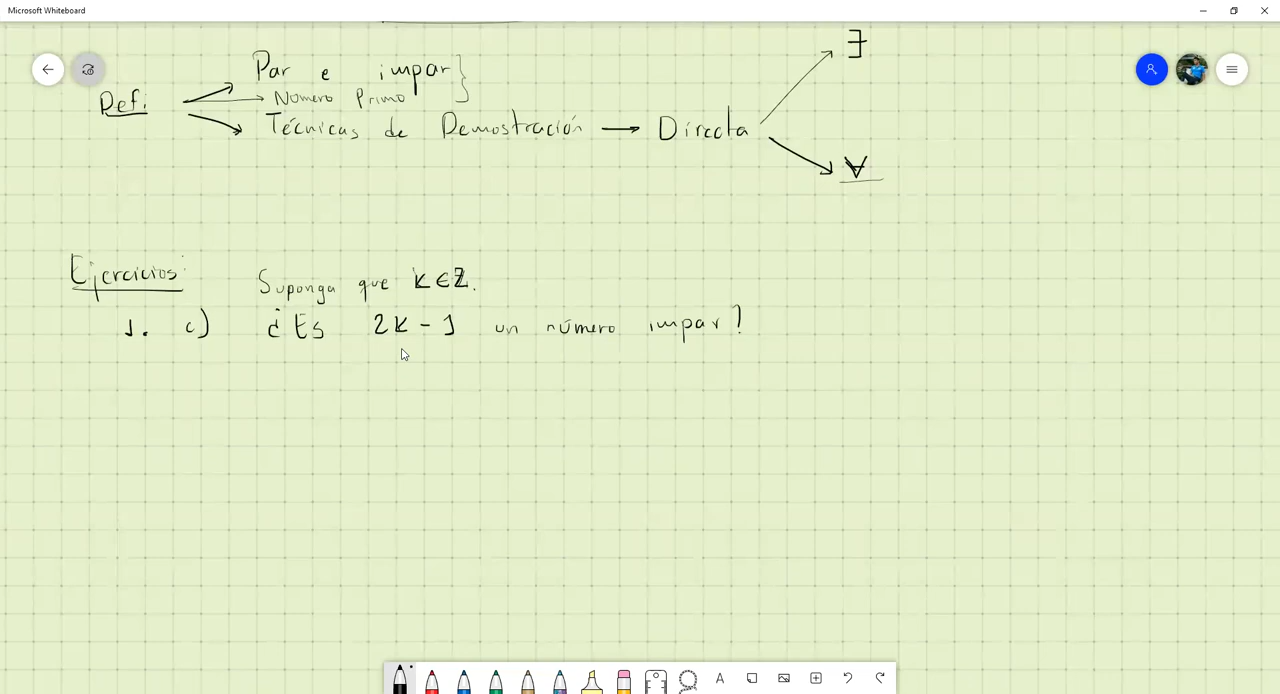 Microsoft Whiteboard
Defi.
Par e impar
Número Primo
Técnicas de Demostración → Directa
∃
∀
Ejercicios: Suponga que K ∈ ℤ.
1. c) ¿Es 2K - 1 un número impar?